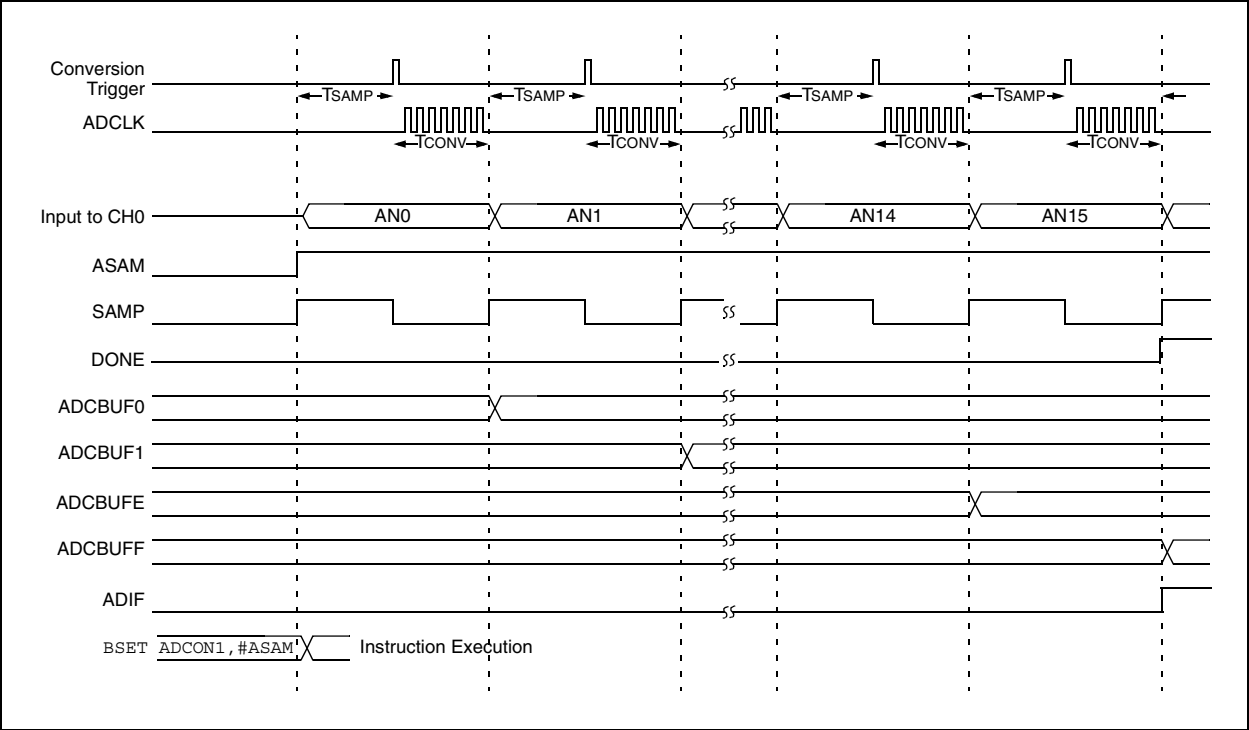 Conversion
Trigger
TSAMP TSAMP TSAMP TSAMP
ADCLK
TCONV TCONV TCONV TCONV
Input to CH0 AN0 AN1 AN14 AN15
ASAM
SAMP
DONE
ADCBUF0
ADCBUF1
ADCBUFE
ADCBUFF
ADIF
BSET ADCON1,#ASAM Instruction Execution